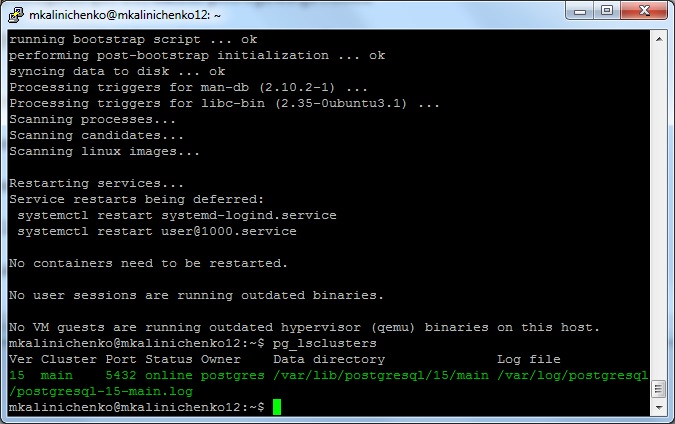 mkalinichenko@mkalinichenko12: ~
running bootstrap script ... ok
performing post-bootstrap initialization ... ok
syncing data to disk ... ok
Processing triggers for man-db (2.10.2-1) ...
Processing triggers for libc-bin (2.35-0ubuntu3.1) ...
Scanning processes...
Scanning candidates...
Scanning linux images...
Restarting services...
Service restarts being deferred:
 systemctl restart systemd-logind.service
 systemctl restart user@1000.service
No containers need to be restarted.
No user sessions are running outdated binaries.
No VM guests are running outdated hypervisor (qemu) binaries on this host.
mkalinichenko@mkalinichenko12:~$ pg_lsclusters
Ver Cluster Port Status Owner    Data directory              Log file
15  main    5432 online postgres /var/lib/postgresql/15/main /var/log/postgresql
/postgresql-15-main.log
mkalinichenko@mkalinichenko12:~$